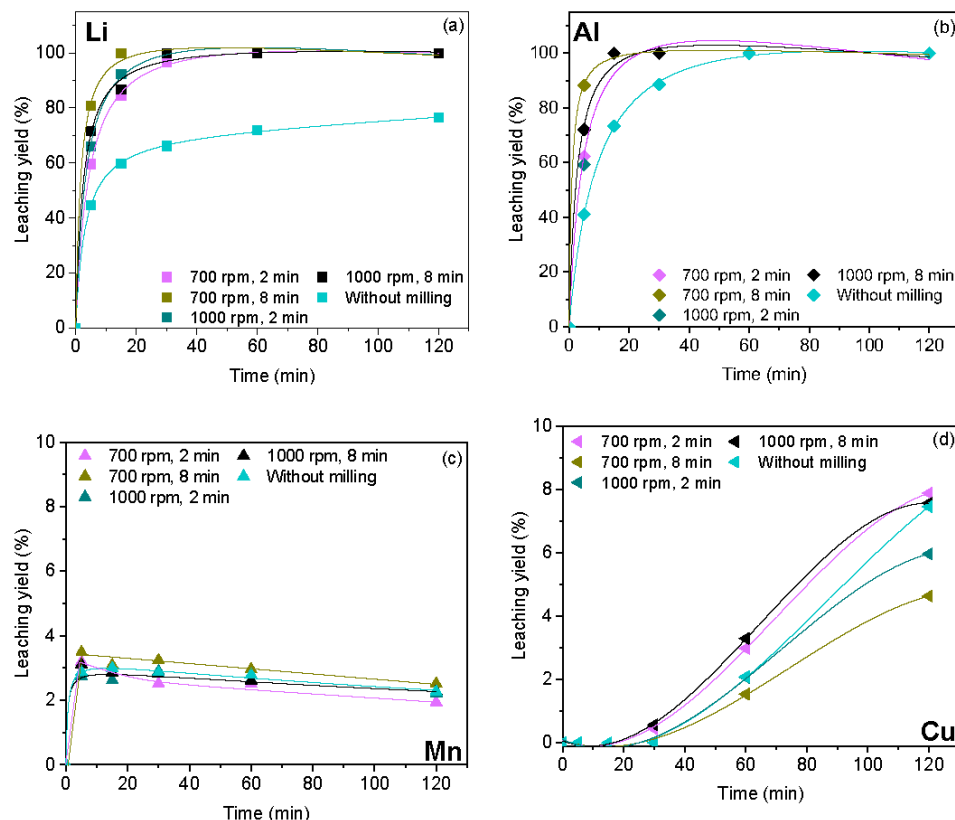 Li
(a)
Leaching yield (%)
100
80
60
40
20
0
700 rpm, 2 min
1000 rpm, 8 min
700 rpm, 8 min
Without milling
1000 rpm, 2 min
0 20 40 60 80 100 120
Time (min)
Al
(b)
Leaching yield (%)
100
80
60
40
20
0
700 rpm, 2 min
1000 rpm, 8 min
700 rpm, 8 min
Without milling
1000 rpm, 2 min
0 20 40 60 80 100 120
Time (min)
10
8
6
4
2
0
Leaching yield (%)
700 rpm, 2 min
1000 rpm, 8 min
700 rpm, 8 min
Without milling
1000 rpm, 2 min
(c)
Mn
0 20 40 60 80 100 120
Time (min)
10
8
6
4
2
0
Leaching yield (%)
700 rpm, 2 min
1000 rpm, 8 min
700 rpm, 8 min
Without milling
1000 rpm, 2 min
(d)
Cu
0 20 40 60 80 100 120
Time (min)